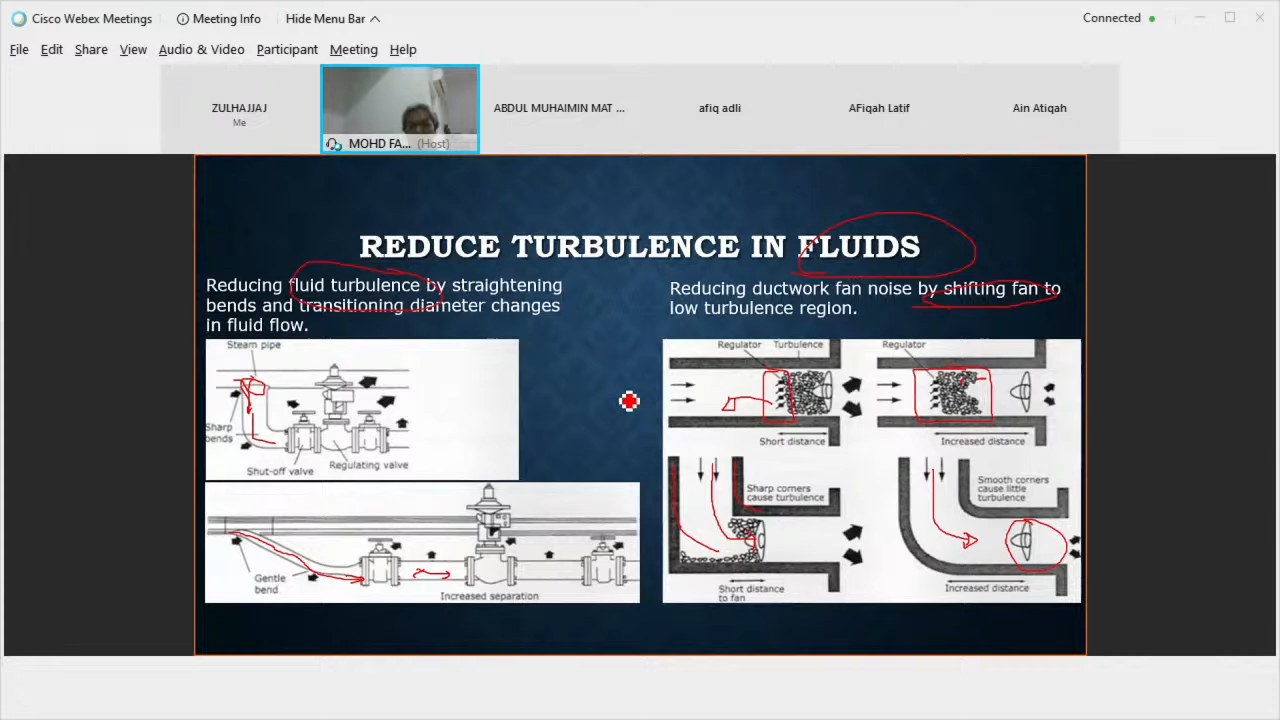 Cisco Webex Meetings
Meeting Info
Hide Menu Bar
Connected
File Edit Share View Audio & Video Participant Meeting Help
ZULHAJJAJ
Me
MOHD FA... (Host)
ABDUL MUHAIMIN MAT ...
afiq adli
AFiqah Latif
Ain Atiqah
REDUCE TURBULENCE IN FLUIDS
Reducing fluid turbulence by straightening
bends and transitioning diameter changes
in fluid flow.
Steam pipe
Sharp
bends
Shut-off valve
Regulating valve
Gentle
bend
Increased separation
Reducing ductwork fan noise by shifting fan to
low turbulence region.
Regulator Turbulence
Short distance
Regulator
Increased distance
Sharp corners
cause turbulence
Short distance
to fan
Smooth corners
cause little
turbulence
Increased distance